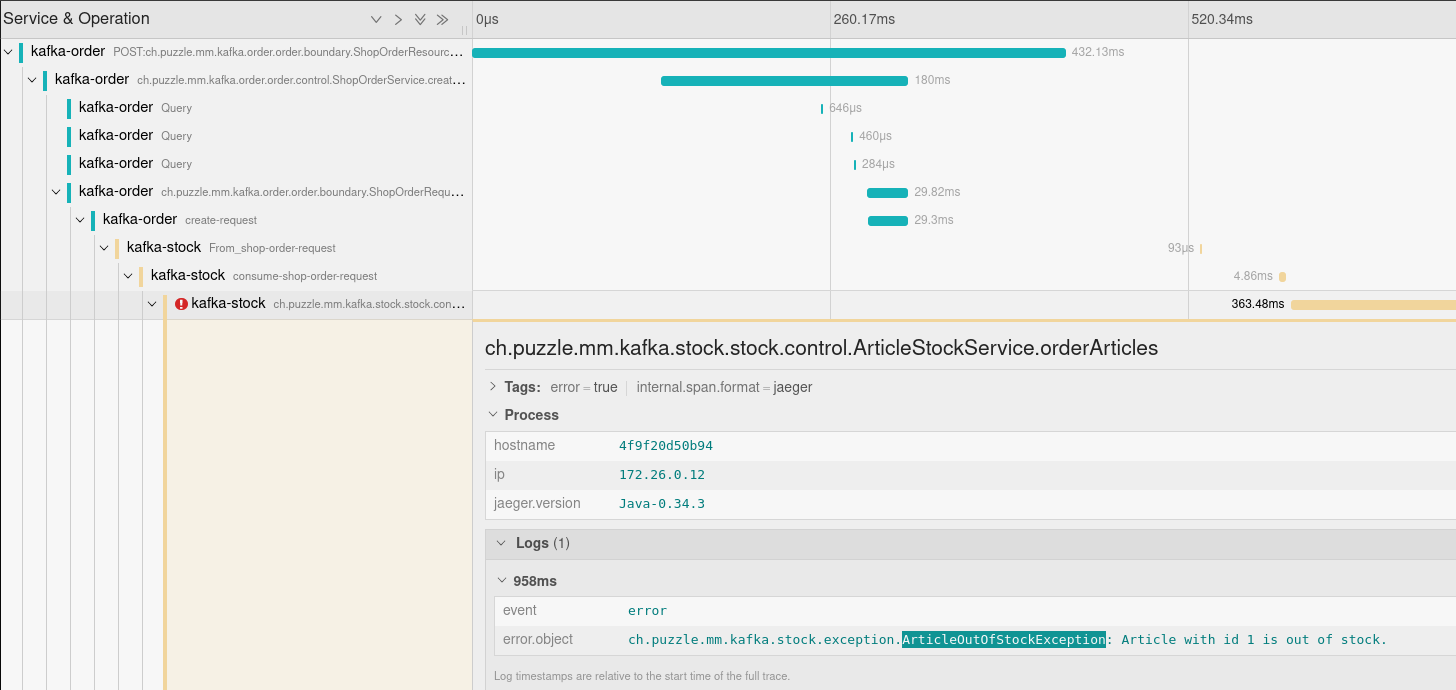 Service & Operation 0μs 260.17ms 520.34ms
kafka-order POST:ch.puzzle.mm.kafka.order.order.boundary.ShopOrderResourc… 432.13ms
kafka-order ch.puzzle.mm.kafka.order.order.control.ShopOrderService.creat… 180ms
kafka-order Query 646μs
kafka-order Query 460μs
kafka-order Query 284μs
kafka-order ch.puzzle.mm.kafka.order.order.boundary.ShopOrderRequ… 29.82ms
kafka-order create-request 29.3ms
kafka-stock From_shop-order-request 93μs
kafka-stock consume-shop-order-request 4.86ms
kafka-stock ch.puzzle.mm.kafka.stock.stock.con… 363.48ms
ch.puzzle.mm.kafka.stock.stock.control.ArticleStockService.orderArticles
Tags: error = true internal.span.format = jaeger
Process
hostname 4f9f20d50b94
ip 172.26.0.12
jaeger.version Java-0.34.3
Logs (1)
958ms
event error
error.object ch.puzzle.mm.kafka.stock.exception.ArticleOutOfStockException: Article with id 1 is out of stock.
Log timestamps are relative to the start time of the full trace.